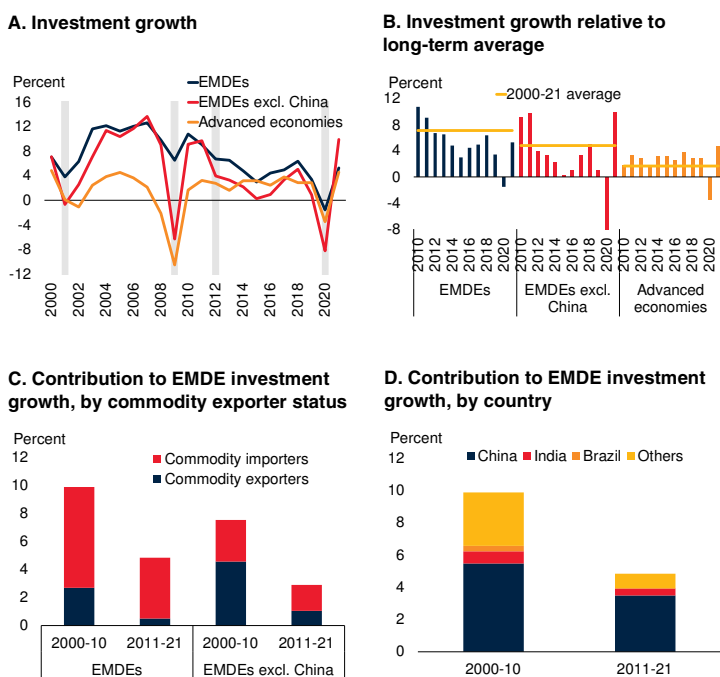 A. Investment growth
Percent
EMDEs
EMDEs excl. China
Advanced economies
16
12
8
4
0
-4
-8
-12
2000
2002
2004
2006
2008
2010
2012
2014
2016
2018
2020
B. Investment growth relative to
long-term average
Percent
2000-21 average
12
8
4
0
-4
-8
2010
2012
2014
2016
2018
2020
2010
2012
2014
2016
2018
2020
2010
2012
2014
2016
2018
2020
EMDEs
EMDEs excl.
China
Advanced
economies
C. Contribution to EMDE investment
growth, by commodity exporter status
Percent
Commodity importers
Commodity exporters
12
10
8
6
4
2
0
2000-10 2011-21 2000-10 2011-21
EMDEs EMDEs excl. China
D. Contribution to EMDE investment
growth, by country
Percent
China India Brazil Others
12
10
8
6
4
2
0
2000-10 2011-21